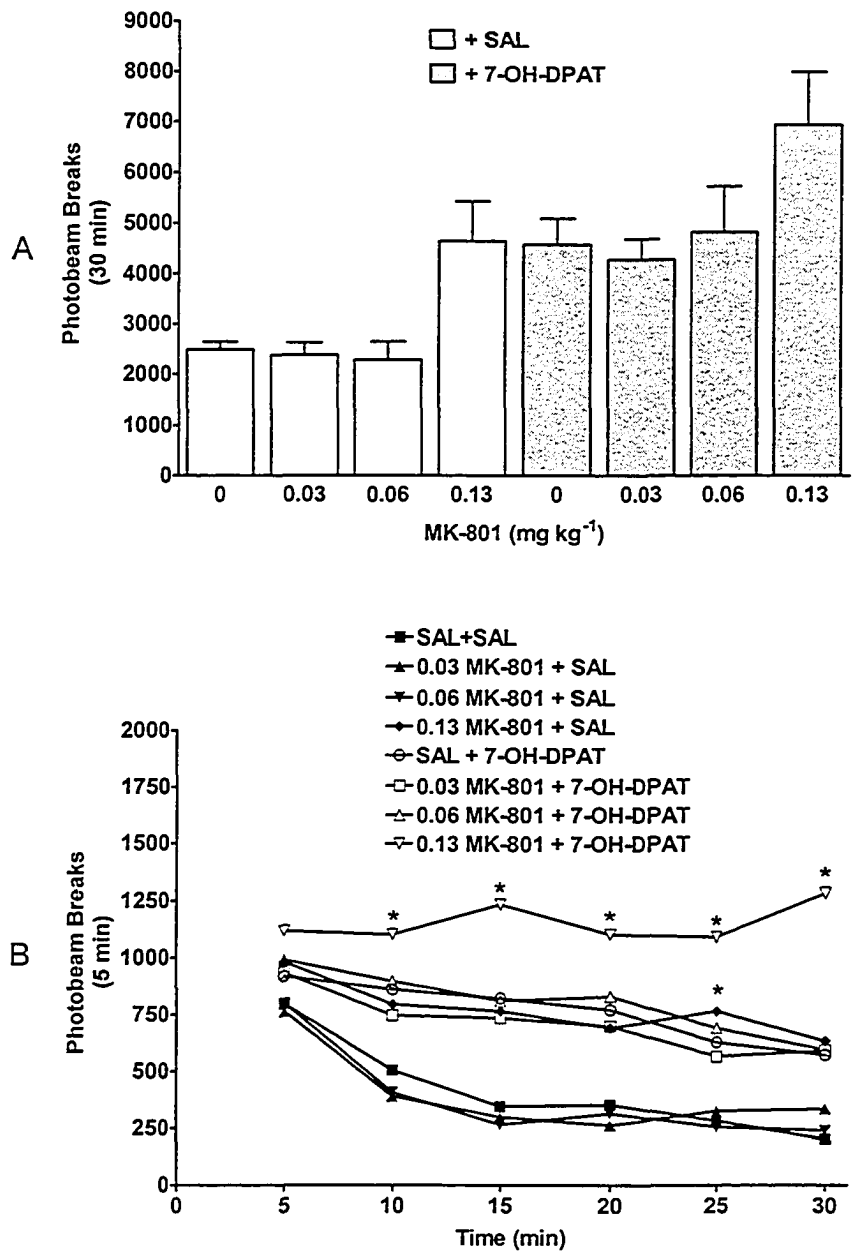 9000
8000
7000
6000
5000
4000
3000
2000
1000
0
Photobeam Breaks
(30 min)
A
+ SAL
+ 7-OH-DPAT
0 0.03 0.06 0.13 0 0.03 0.06 0.13
MK-801 (mg kg⁻¹)
SAL+SAL
0.03 MK-801 + SAL
0.06 MK-801 + SAL
0.13 MK-801 + SAL
SAL + 7-OH-DPAT
0.03 MK-801 + 7-OH-DPAT
0.06 MK-801 + 7-OH-DPAT
0.13 MK-801 + 7-OH-DPAT
2000
1750
1500
1250
1000
750
500
250
0
Photobeam Breaks
(5 min)
B
* * * * *
*
0 5 10 15 20 25 30
Time (min)